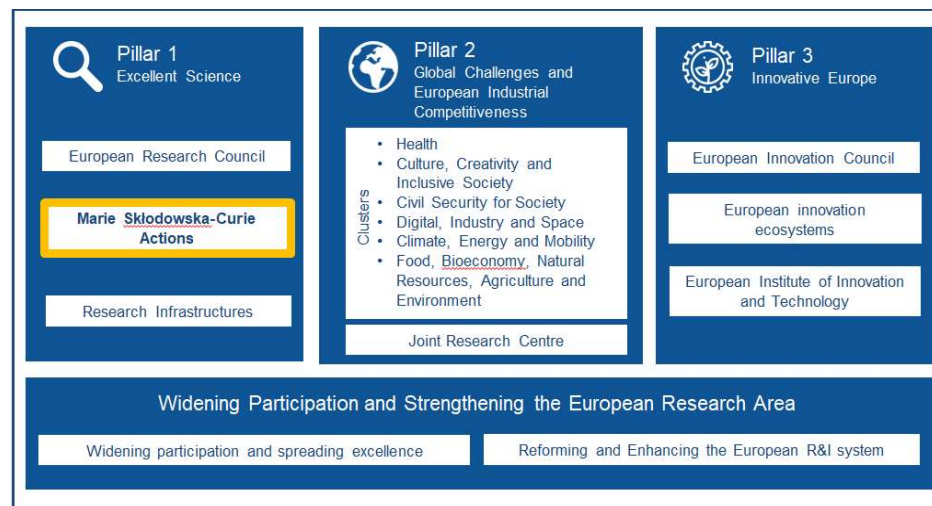 Pillar 1
Excellent Science
European Research Council
Marie Skłodowska-Curie
Actions
Research Infrastructures
Pillar 2
Global Challenges and
European Industrial
Competitiveness
Clusters
• Health
• Culture, Creativity and
Inclusive Society
• Civil Security for Society
• Digital, Industry and Space
• Climate, Energy and Mobility
• Food, Bioeconomy, Natural
Resources, Agriculture and
Environment
Joint Research Centre
Pillar 3
Innovative Europe
European Innovation Council
European innovation
ecosystems
European Institute of Innovation
and Technology
Widening Participation and Strengthening the European Research Area
Widening participation and spreading excellence
Reforming and Enhancing the European R&I system